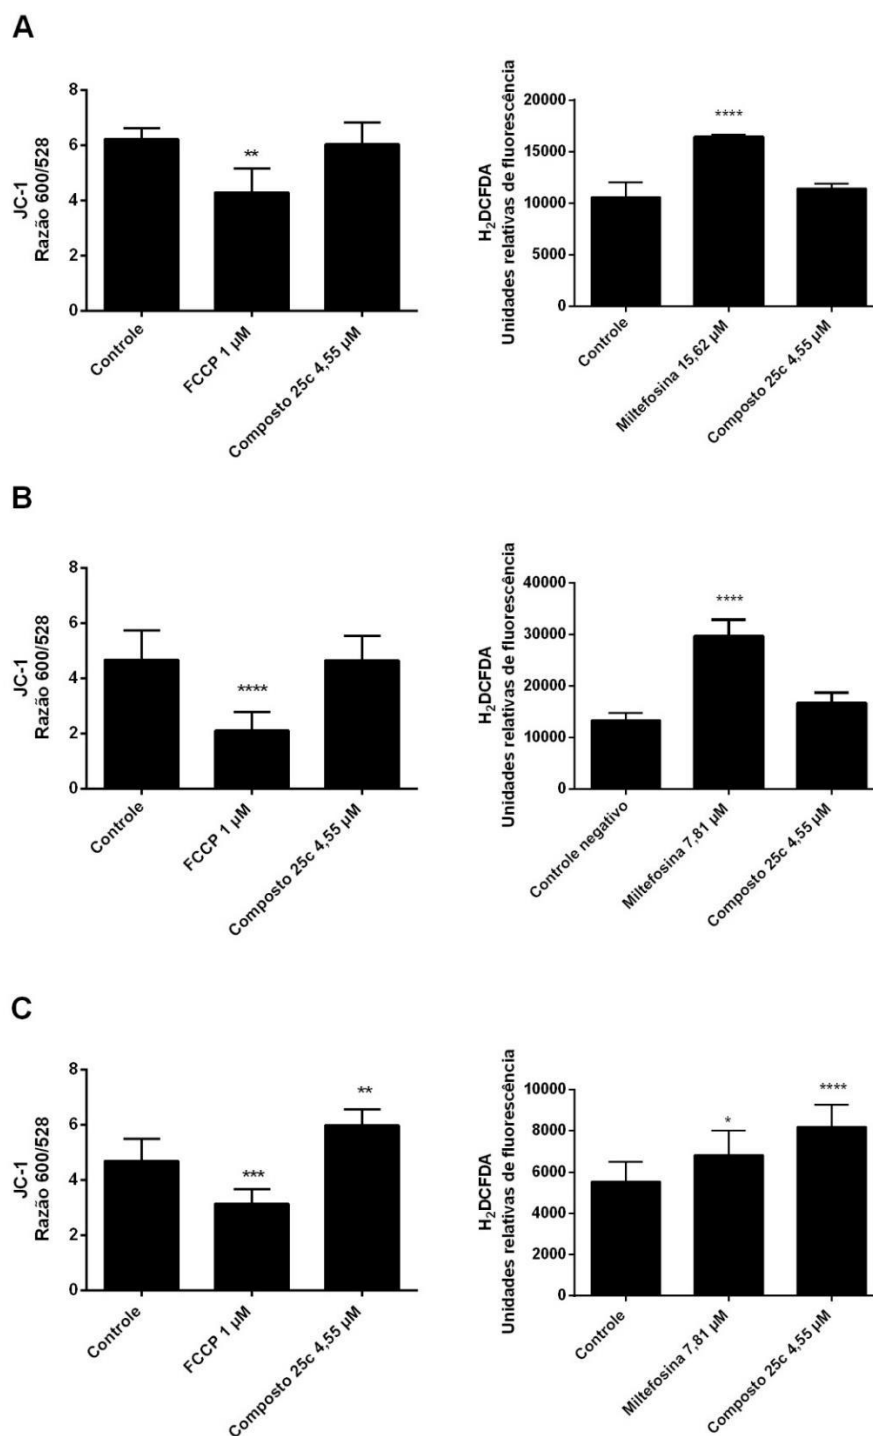 A
JC-1
Razão 600/528
8
6
4
2
0
**
Controle
FCCP 1 µM
Composto 25c 4,55 µM
H₂DCFDA
Unidades relativas de fluorescência
20000
15000
10000
5000
0
****
Controle
Miltefosina 15,62 µM
Composto 25c 4,55 µM
B
JC-1
Razão 600/528
8
6
4
2
0
****
Controle
FCCP 1 µM
Composto 25c 4,55 µM
H₂DCFDA
Unidades relativas de fluorescência
40000
30000
20000
10000
0
****
Controle negativo
Miltefosina 7,81 µM
Composto 25c 4,55 µM
C
JC-1
Razão 600/528
8
6
4
2
0
***
**
Controle
FCCP 1 µM
Composto 25c 4,55 µM
H₂DCFDA
Unidades relativas de fluorescência
10000
8000
6000
4000
2000
0
*
****
Controle
Miltefosina 7,81 µM
Composto 25c 4,55 µM